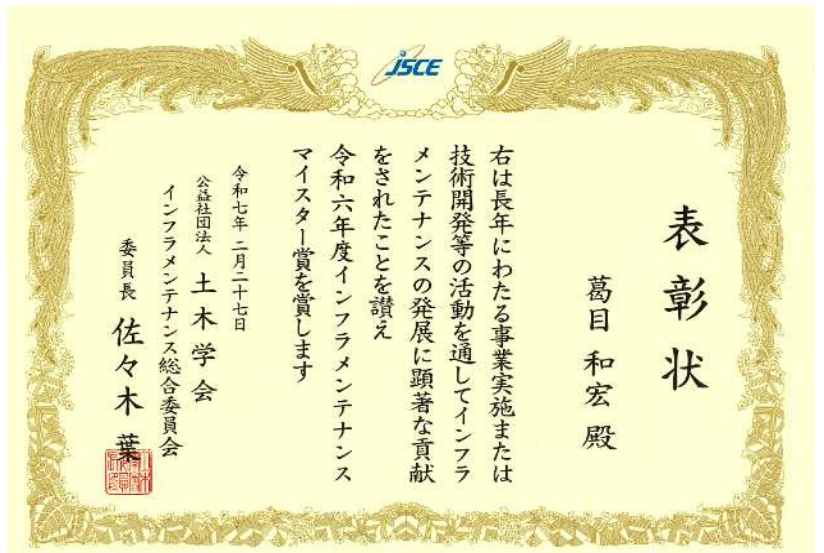 JSCE
表彰状
葛目 和宏 殿
右は長年にわたる事業実施または
技術開発等の活動を通してインフラ
メンテナンスの発展に顕著な貢献
をされたことを讃え
令和六年度インフラメンテナンス
マイスター賞を賞します
令和七年 二月二十七日
公益社団法人 土木学会
インフラメンテナンス総合委員会
委員長 佐々木 葉